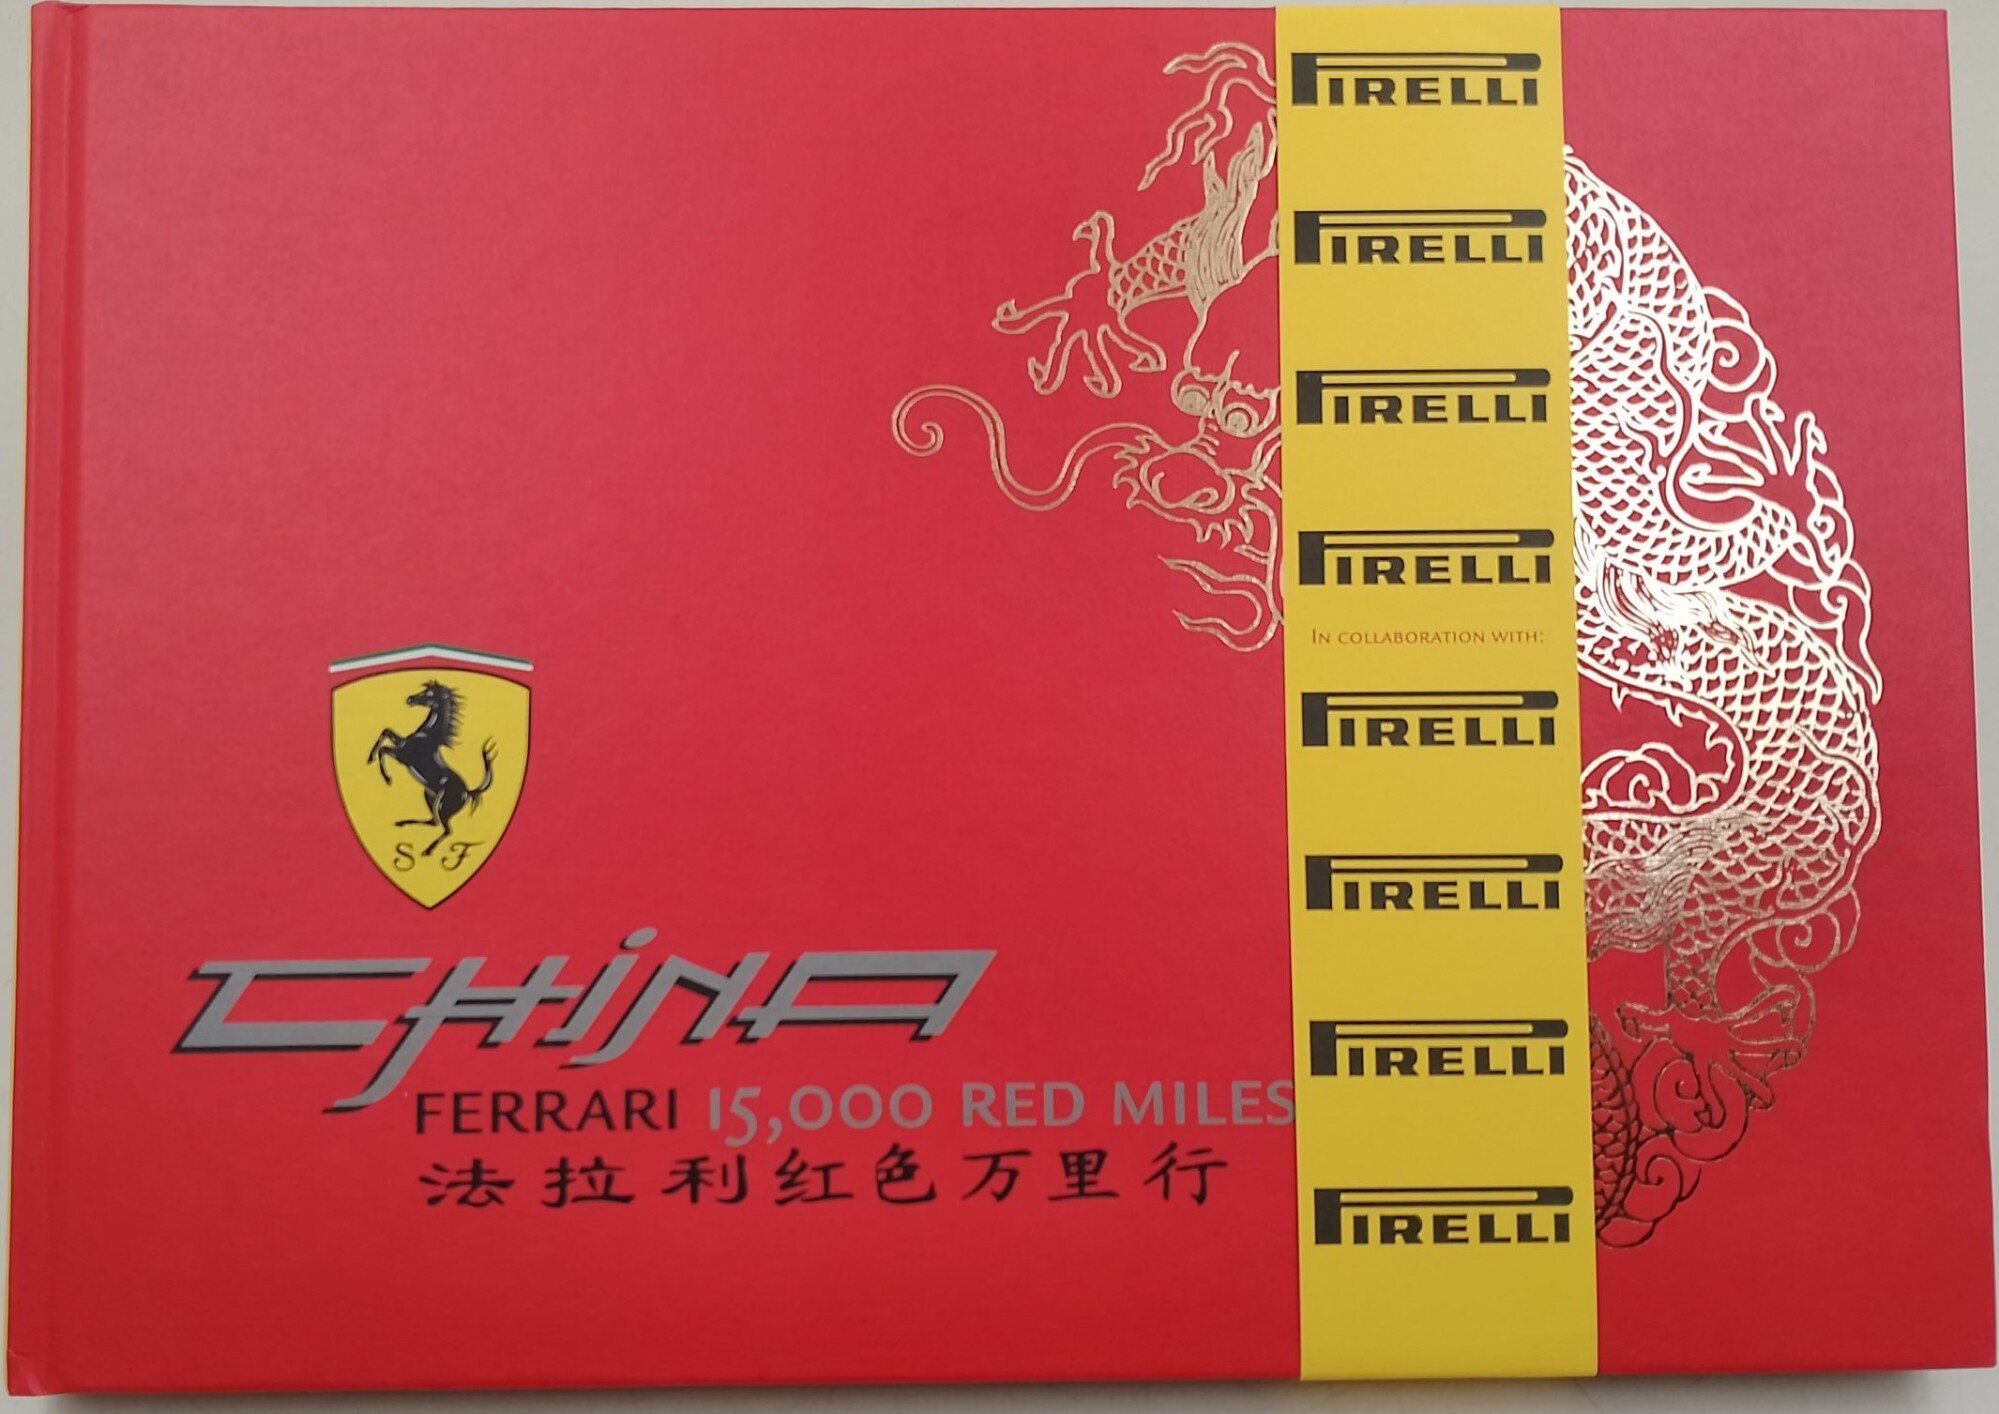 PIRELLI
PIRELLI
PIRELLI
PIRELLI
IN COLLABORATION WITH:
PIRELLI
PIRELLI
PIRELLI
PIRELLI
S F
CHINA
FERRARI 15,000 RED MILES
法拉利红色万里行